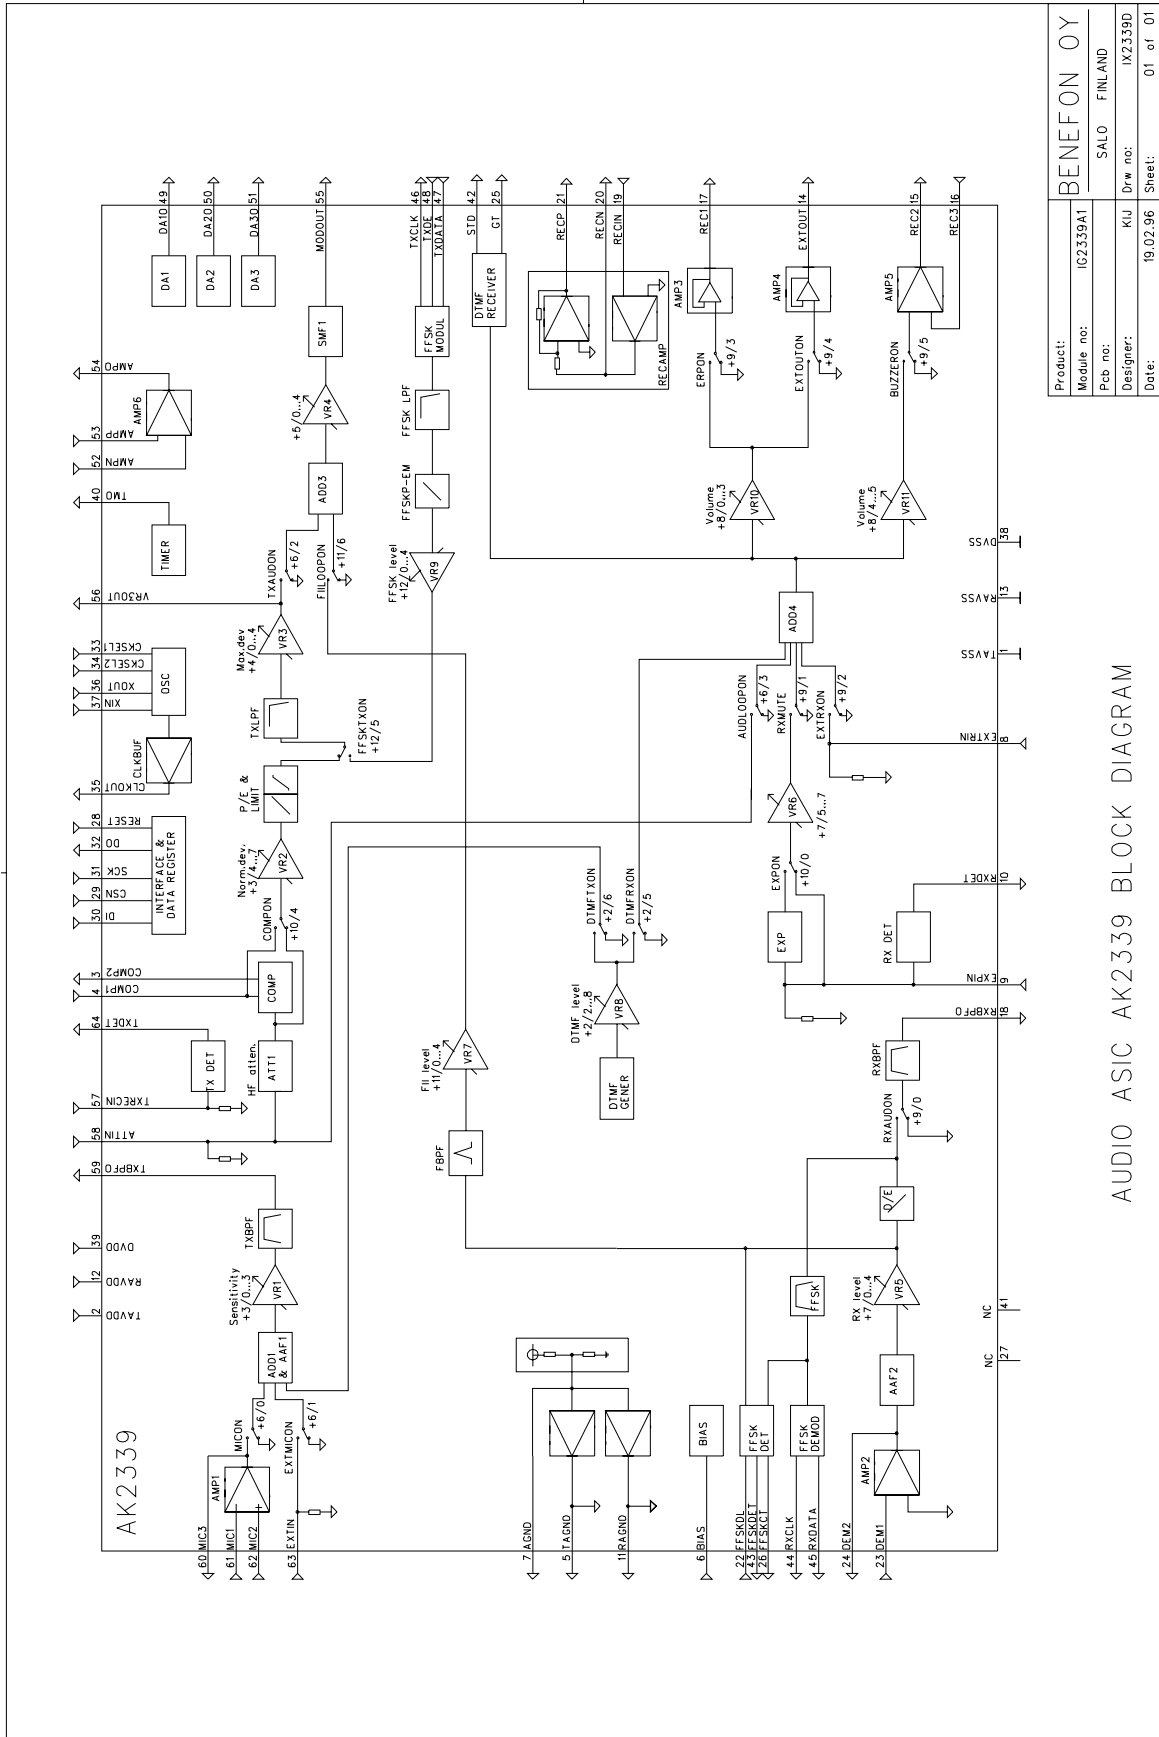 AK2339
60 MIC3
61 MIC1
62 MIC2
63 EXTIN
AMP1
MICON
+6/0
EXTMICON
+6/1
ADD1
& AAF1
Sensitivity
+3/0...3
VR1
TXBPF
TAVDD 2
RAVDD 12
DVDD 39
TXBPFO 59
ATTIN 58
TXRECIN 57
TXDET 64
COMP1 4
COMP2 3
DI 30
CSN 29
SCK 31
DO 32
RESET 28
CLKOUT 35
XIN 37
XOUT 36
CKSEL2 34
CKSEL1 33
VR3OUT 56
TMO 40
AMPN 52
AMPP 53
AMPO 54
TX DET
HF atten.
ATT1
COMP
COMPON
+10/4
INTERFACE &
DATA REGISTER
Norm.dev.
+3/4...7
VR2
P/E &
LIMIT
CLKBUF
OSC
TXLPF
FFSKTXON
+12/5
Max.dev
+4/0...4
VR3
TIMER
TXAUDON
+6/2
FIILOOPON
+11/6
ADD3
+5/0...4
VR4
AMP6
SMF1
DA1
DA2
DA3
DA1O 49
DA2O 50
DA3O 51
MODOUT 55
TXCLK 46
TXDE 48
TXDATA 47
STD 42
GT 25
RECP 21
RECN 20
RECIN 19
REC1 17
EXTOUT 14
REC2 15
REC3 16
FFSK
MODUL
FFSK LPF
FFSKP-EM
FFSK level
+12/0...4
VR9
DTMF
RECEIVER
RECAMP
AMP3
ERPON
+9/3
AMP4
EXTOUTON
+9/4
AMP5
BUZZERON
+9/5
Volume
+8/0...3
VR10
Volume
+8/4...5
VR11
ADD4
AUDLOOPON
+6/3
RXMUTE
+9/1
EXTRXON
+9/2
VR6
+7/5...7
EXPON
+10/0
EXP
RX DET
FBPF
FII level
+11/0...4
VR7
DTMF
GENER
DTMF level
+2/2...8
VR8
DTMFTXON
+2/6
DTMFRXON
+2/5
7 AGND
5 TAGND
11 RAGND
6 BIAS
22 FFSKDL
43 FFSKDET
26 FFSKCT
44 RXCLK
45 RXDATA
24 DEM2
23 DEM1
BIAS
FFSK
DET
FFSK
DEMOD
FFSK
AMP2
AAF2
RX level
+7/0...4
VR5
D/E
RXAUDON
+9/0
RXBPF
NC 27
NC 41
RXBPFO 18
EXPIN 9
RXDET 10
EXTRIN 8
TAVSS 1
RAVSS 13
DVSS 38
AUDIO ASIC AK2339 BLOCK DIAGRAM
Product:
Module no: IG2339A1
Pcb no:
Designer: KIJ
Date: 19.02.96
BENEFON OY
SALO FINLAND
Drw no: IX2339D
Sheet: 01 of 01